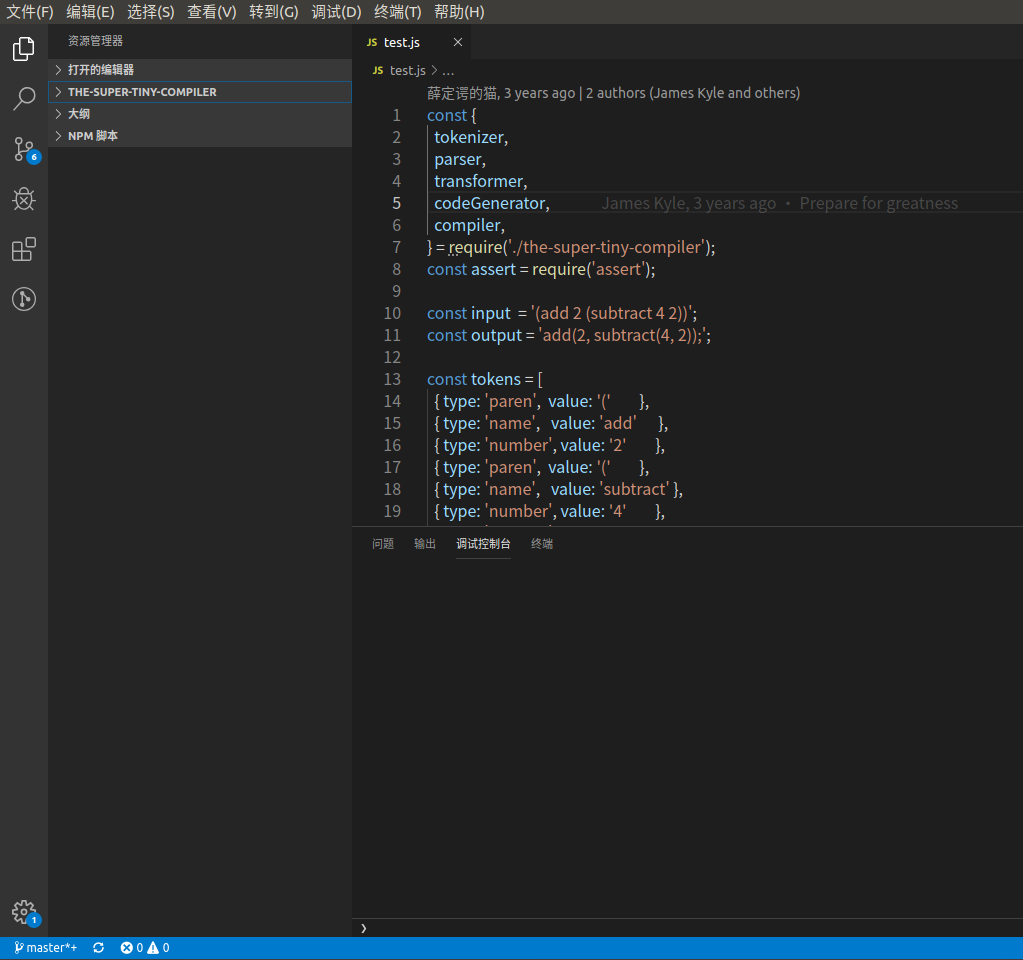 文件(F) 编辑(E) 选择(S) 查看(V) 转到(G) 调试(D) 终端(T) 帮助(H)
资源管理器
打开的编辑器
THE-SUPER-TINY-COMPILER
大纲
NPM 脚本
6
1
JS test.js
JS test.js > ...
薛定谔的猫, 3 years ago | 2 authors (James Kyle and others)
1 const {
2 tokenizer,
3 parser,
4 transformer,
5 codeGenerator, James Kyle, 3 years ago • Prepare for greatness
6 compiler,
7 } = require('./the-super-tiny-compiler');
8 const assert = require('assert');
9
10 const input  = '(add 2 (subtract 4 2))';
11 const output = 'add(2, subtract(4, 2));';
12
13 const tokens = [
14 { type: 'paren',  value: '('        },
15 { type: 'name',   value: 'add'      },
16 { type: 'number', value: '2'        },
17 { type: 'paren',  value: '('        },
18 { type: 'name',   value: 'subtract' },
19 { type: 'number', value: '4'        },
问题 输出 调试控制台 终端
master*+ 0 0